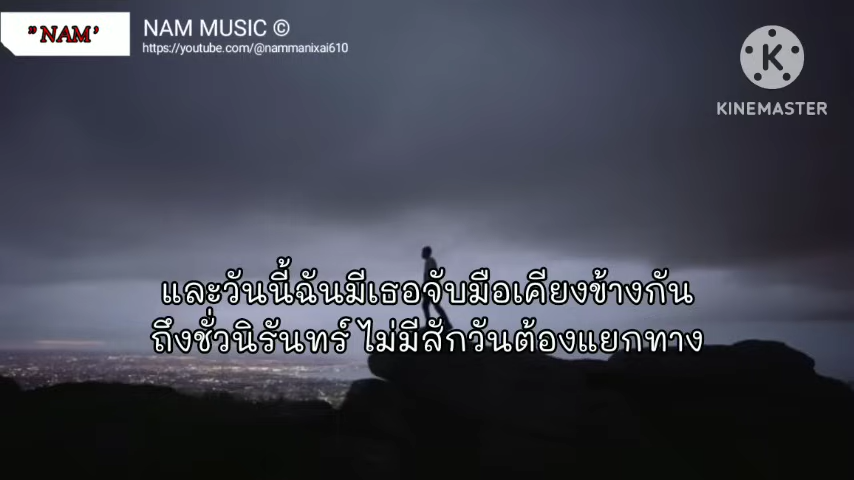 "NAM'
NAM MUSIC ©
https://youtube.com/@nammanixai610
K
KINEMASTER
และวันนี้ฉันมีเธอจับมือเคียงข้างกัน
ถึงชั่วนิรันทร์ ไม่มีสักวันต้องแยกทาง